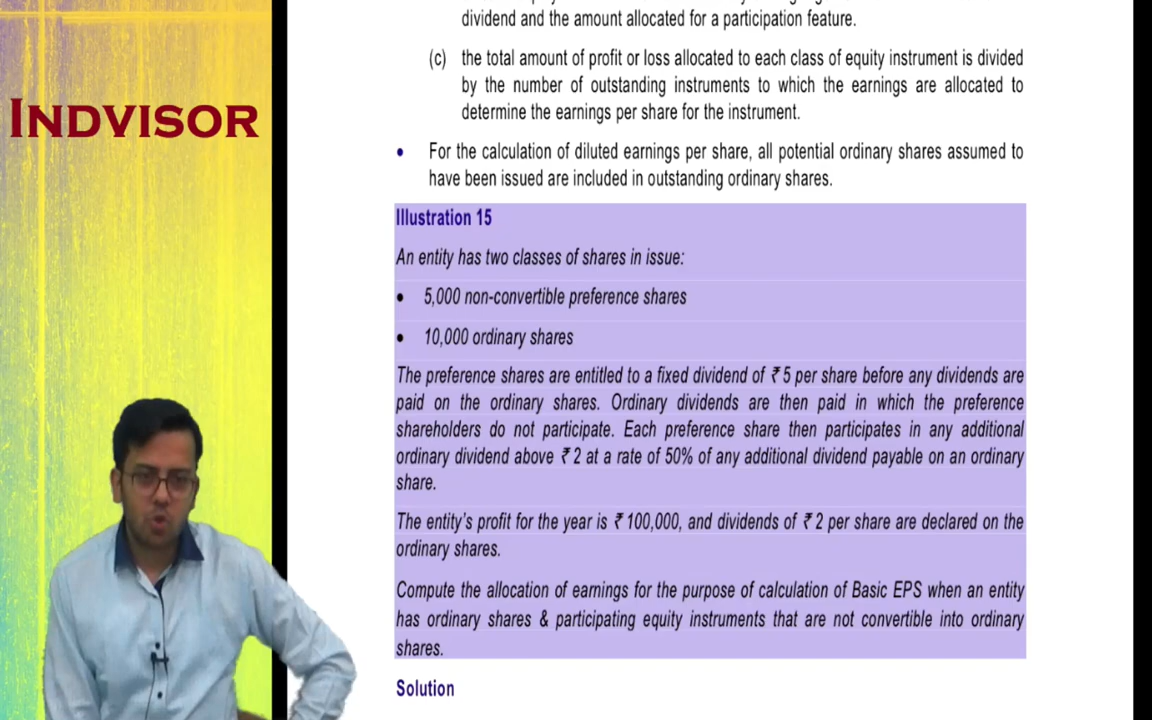 INDVISOR
dividend and the amount allocated for a participation feature.
(c) the total amount of profit or loss allocated to each class of equity instrument is divided
by the number of outstanding instruments to which the earnings are allocated to
determine the earnings per share for the instrument.
• For the calculation of diluted earnings per share, all potential ordinary shares assumed to
have been issued are included in outstanding ordinary shares.
Illustration 15
An entity has two classes of shares in issue:
• 5,000 non-convertible preference shares
• 10,000 ordinary shares
The preference shares are entitled to a fixed dividend of ₹ 5 per share before any dividends are
paid on the ordinary shares. Ordinary dividends are then paid in which the preference
shareholders do not participate. Each preference share then participates in any additional
ordinary dividend above ₹ 2 at a rate of 50% of any additional dividend payable on an ordinary
share.
The entity's profit for the year is ₹ 100,000, and dividends of ₹ 2 per share are declared on the
ordinary shares.
Compute the allocation of earnings for the purpose of calculation of Basic EPS when an entity
has ordinary shares & participating equity instruments that are not convertible into ordinary
shares.
Solution